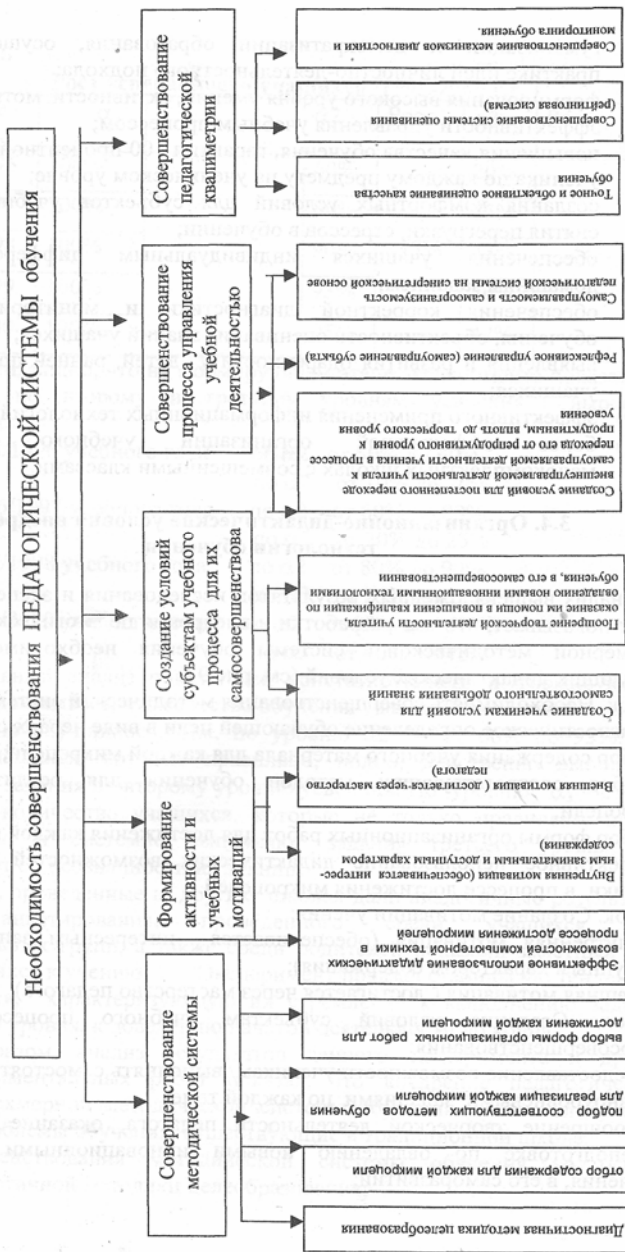 Необходимость совершенствования ПЕДАГОГИЧЕСКОЙ СИСТЕМЫ обучения
Совершенствование
методической системы
Формирование
активности и
учебных
мотиваций
Создание условий
субъектам учебного
процесса для их
самосовершенства
Совершенствование
процесса управления
учебной
деятельностью
Совершенствование
педагогической
квалиметрии
Диагностичная методика целеобразования
отбор содержания для каждой микроцели
подбор соответствующих методов обучения
для реализации каждой микроцели
выбор формы организационных работ для
достижения каждой микроцели
Эффективное использование дидактических
возможностей компьютерной техники в
процессе достижения микроцелей
Внутренная мотивация (обеспечивается интерес-
ным занимательным и доступным характером
содержания)
Внешная мотивация ( достигается через мастерство
педагога)
Создание ученику условий для
самостоятельного добывания знаний
Поощрение творческой деятельности учителя,
оказание им помощи в повышении квалификации по
овладению новыми инновационными технологиями
обучения, в его самосовершенствовании
Создание условий для постепенного перехода
внешнеуправляемой деятельности учителя к
самоуправляемой деятельности ученика в процессе
перехода его от репродуктивного уровня к
продуктивным, вплоть до творческого уровня
усвоения
Рефлексивное управление (самоуправление субъекта)
Самоуправляемость и самоорганизуемость
педагогической системы на синергитической основе
Точное и объективное оценивание качества
обучения
Совершенствование системы оценивания
(рейтинговая система)
Совершенствование механизмов диагностики и
мониторинга обучения.